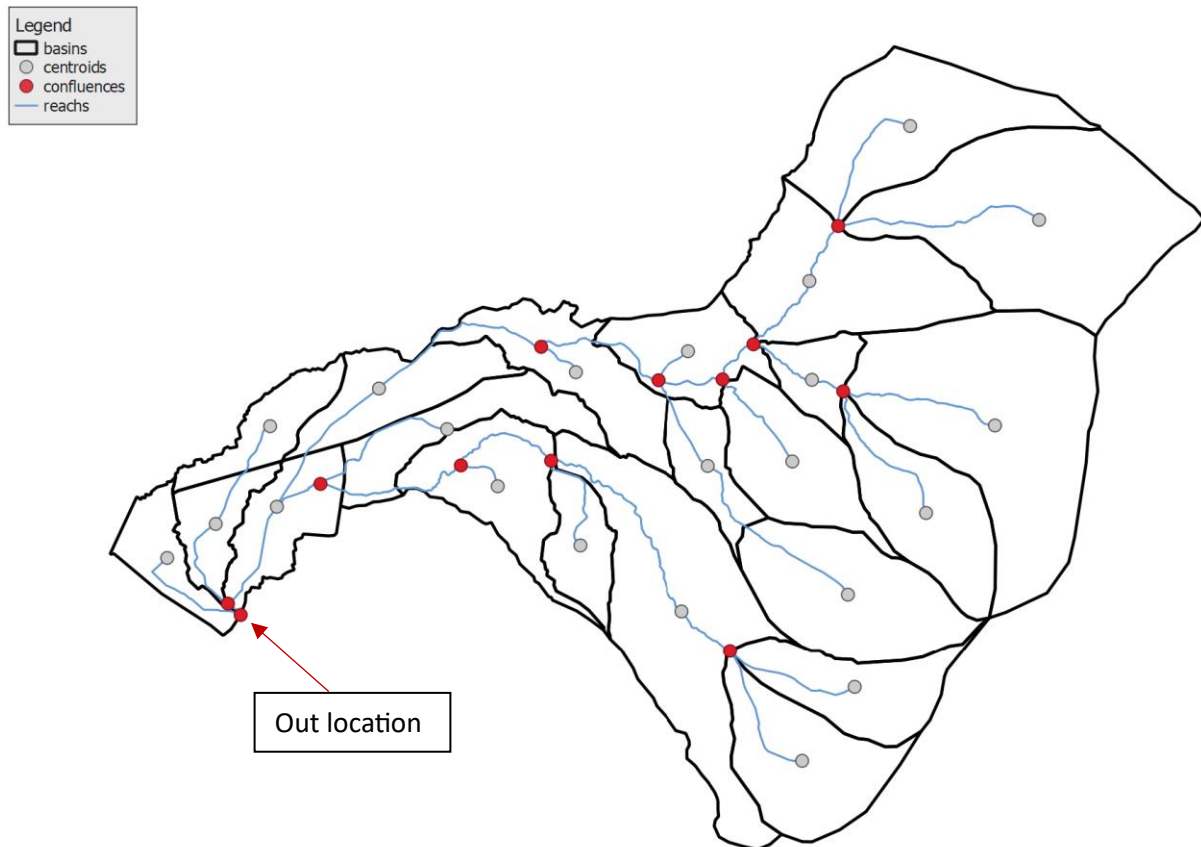 Legend
basins
centroids
confluences
reachs
Out location